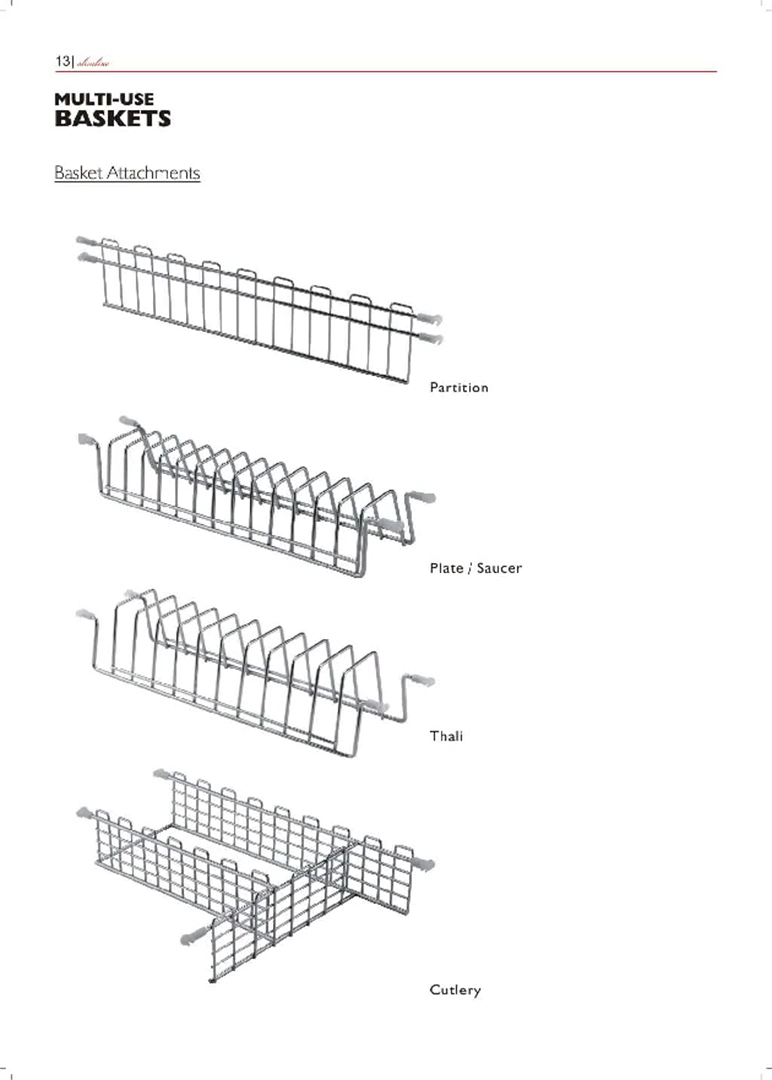 13|
MULTI-USE
BASKETS
Basket Attachments
Partition
Plate / Saucer
Thali
Cutlery